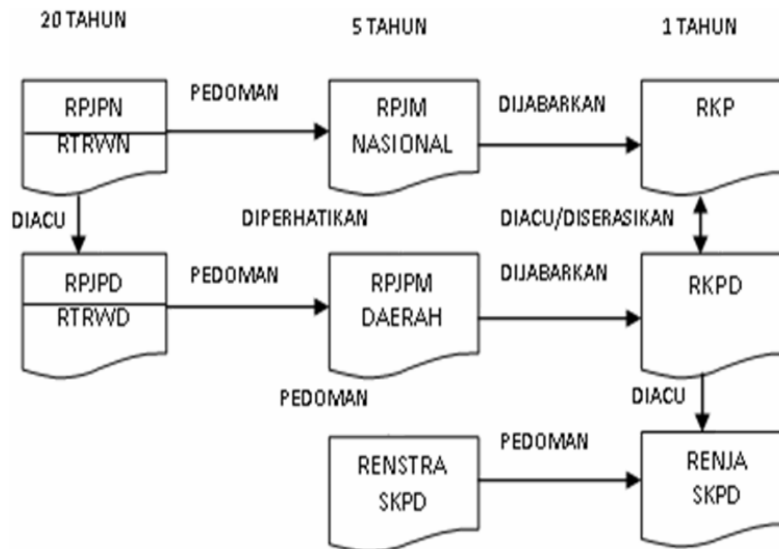 20 TAHUN
5 TAHUN
1 TAHUN
RPJPN
RTRWN
PEDOMAN
RPJM
NASIONAL
DIJABARKAN
RKP
DIACU
DIPERHATIKAN
DIACU/DISERASIKAN
RPJPD
RTRWD
PEDOMAN
RPJPM
DAERAH
DIJABARKAN
RKPD
PEDOMAN
DIACU
RENSTRA
SKPD
PEDOMAN
RENJA
SKPD